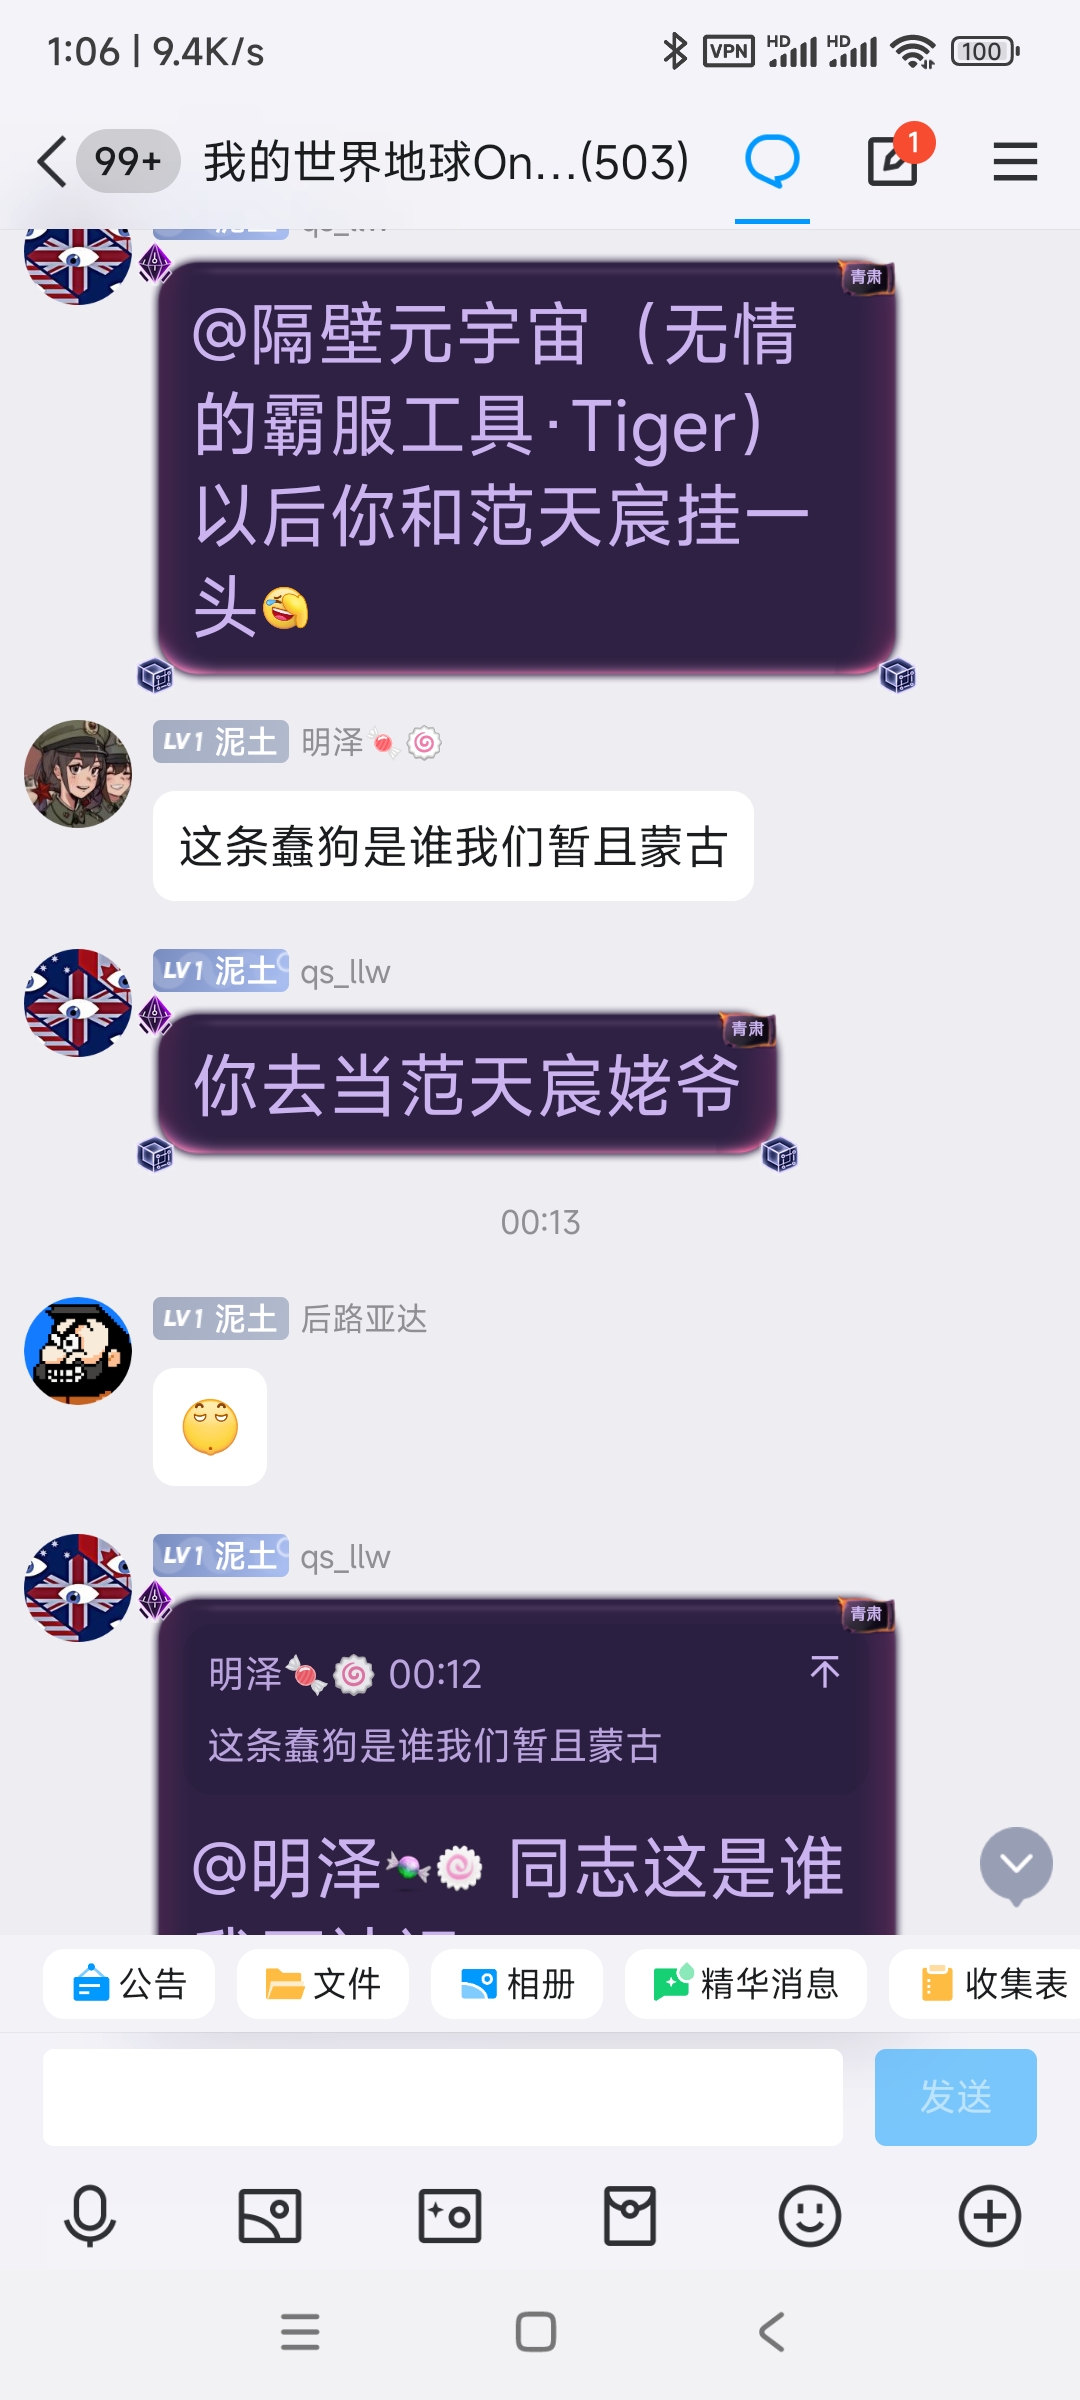 1:06 | 9.4K/s
VPN
HD
HD
100
99+
我的世界地球On...(503)
1
青肃
@隔壁元宇宙（无情
的霸服工具·Tiger）
以后你和范天宸挂一
头
LV1 泥土 明泽
这条蠢狗是谁我们暂且蒙古
LV1 泥土 qs_llw
青肃
你去当范天宸姥爷
00:13
LV1 泥土 后路亚达
LV1 泥土 qs_llw
青肃
明泽 00:12
这条蠢狗是谁我们暂且蒙古
@明泽 同志这是谁
公告
文件
相册
精华消息
收集表
发送